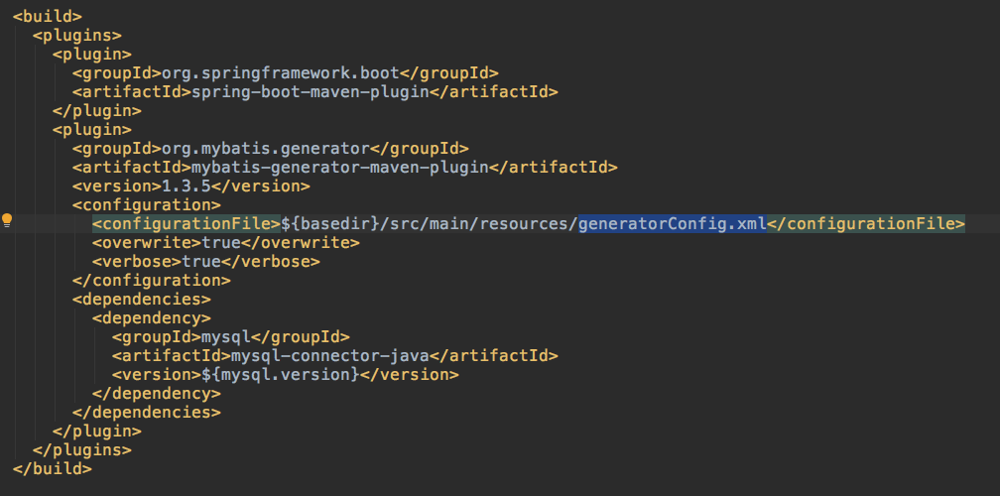 <build>
<plugins>
<plugin>
<groupId>org.springframework.boot</groupId>
<artifactId>spring-boot-maven-plugin</artifactId>
</plugin>
<plugin>
<groupId>org.mybatis.generator</groupId>
<artifactId>mybatis-generator-maven-plugin</artifactId>
<version>1.3.5</version>
<configuration>
<configurationFile>${basedir}/src/main/resources/generatorConfig.xml</configurationFile>
<overwrite>true</overwrite>
<verbose>true</verbose>
</configuration>
<dependencies>
<dependency>
<groupId>mysql</groupId>
<artifactId>mysql-connector-java</artifactId>
<version>${mysql.version}</version>
</dependency>
</dependencies>
</plugin>
</plugins>
</build>